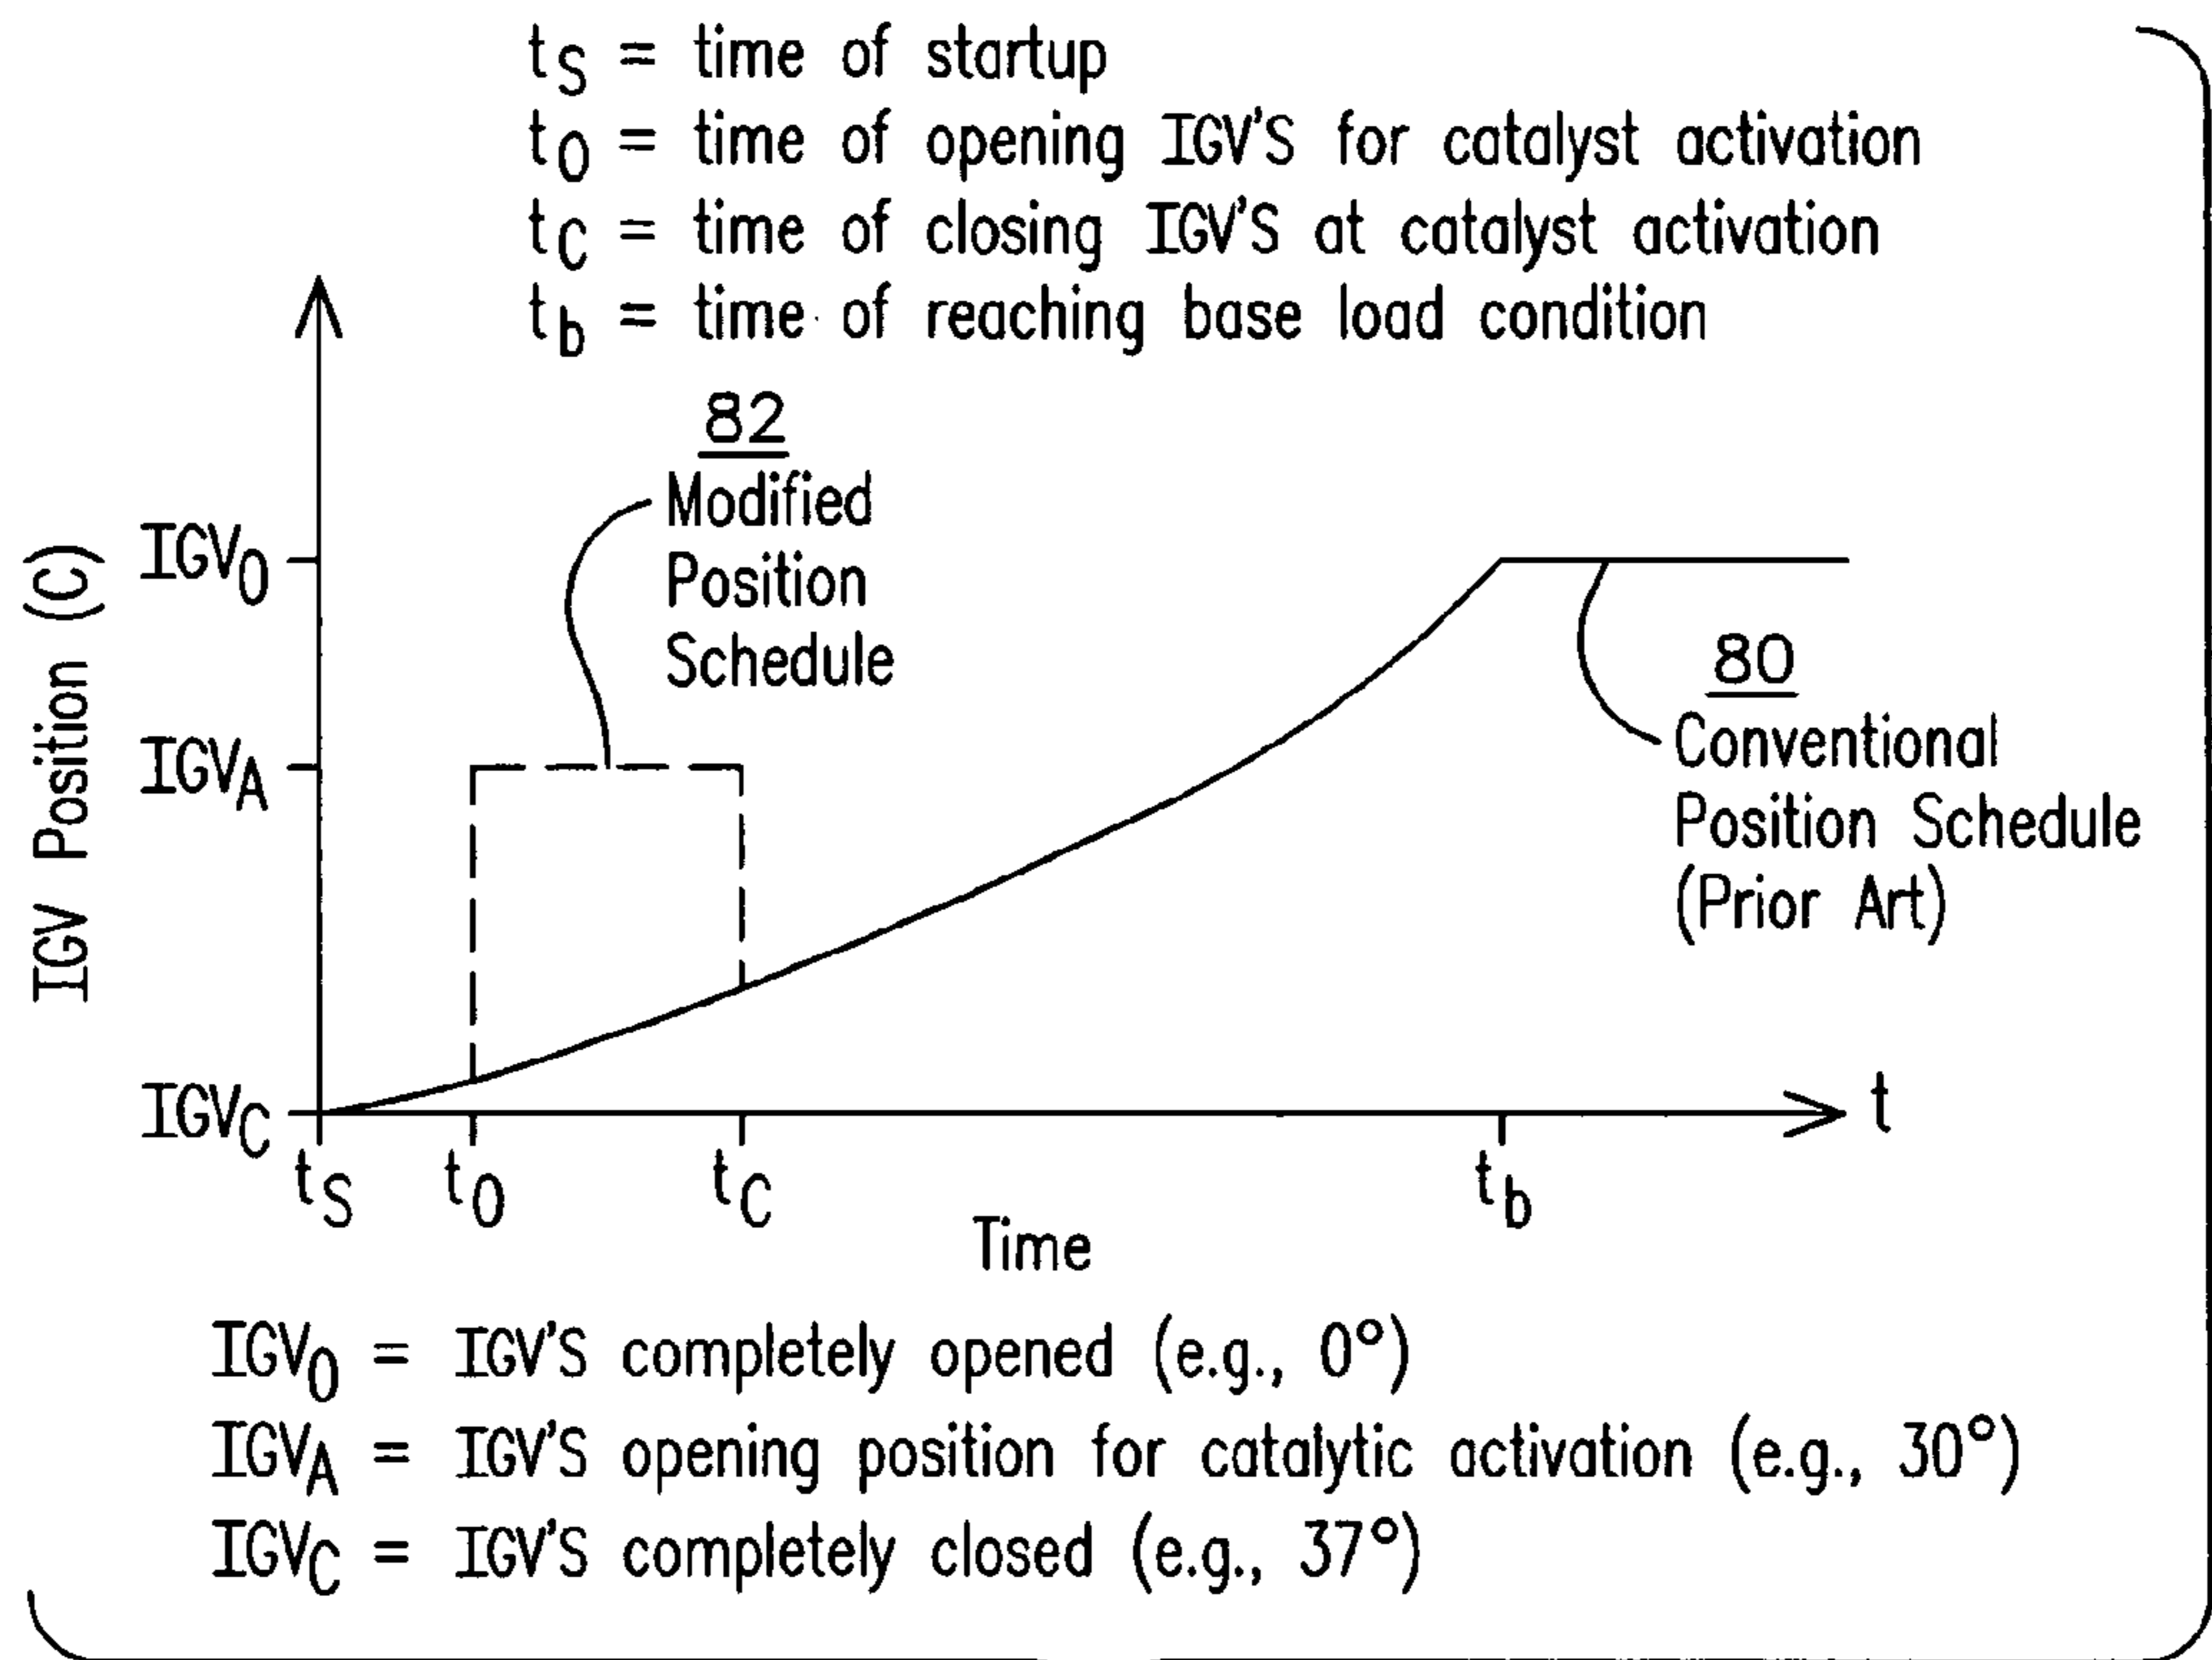 tS = time of startup
tO = time of opening IGV'S for catalyst activation
tC = time of closing IGV'S at catalyst activation
tb = time of reaching base load condition
82
Modified
Position
Schedule
IGV Position (C)
IGVO
IGVA
IGVC
80
Conventional
Position Schedule
(Prior Art)
t
tS tO tC tb
Time
IGVO = IGV'S completely opened (e.g., 0°)
IGVA = IGV'S opening position for catalytic activation (e.g., 30°)
IGVC = IGV'S completely closed (e.g., 37°)